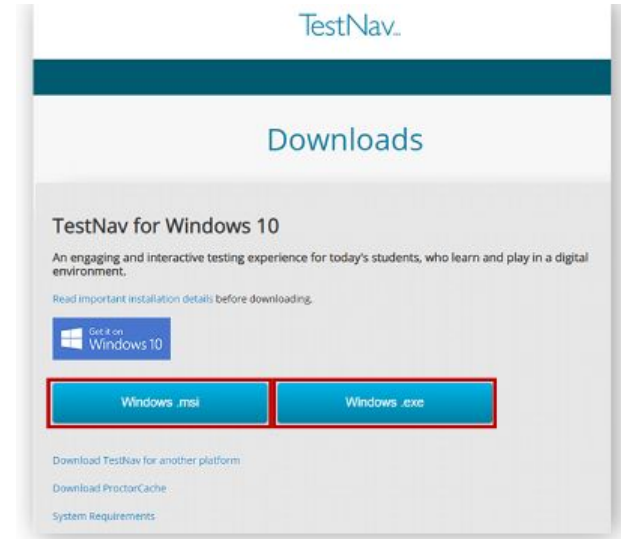 TestNav
Downloads
TestNav for Windows 10
An engaging and interactive testing experience for today's students, who learn and play in a digital
environment.
Read important installation details before downloading.
Get it on
Windows 10
Windows .msi
Windows .exe
Download TestNav for another platform
Download ProctorCache
System Requirements